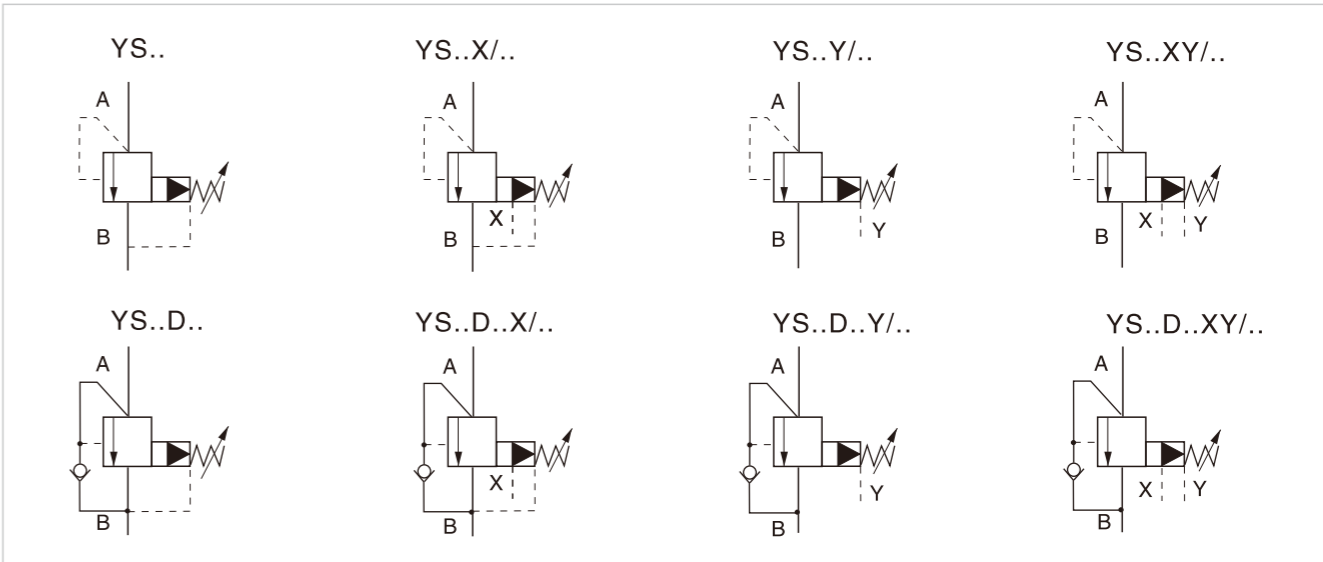 YS.. YS..X/.. YS..Y/.. YS..XY/..
A A A A
X Y X Y
B B B B
YS..D.. YS..D..X/.. YS..D..Y/.. YS..D..XY/..
A A A A
X Y X Y
B B B B